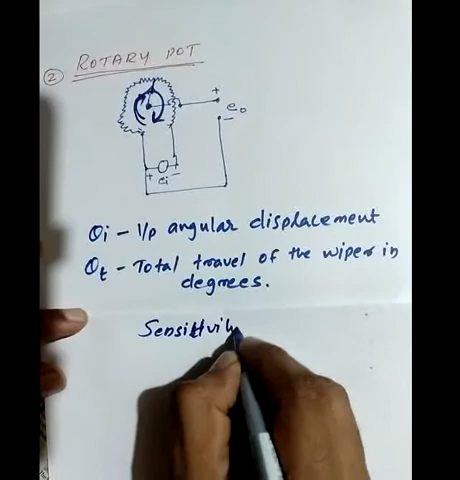 ② ROTARY POT
+
e₀
−
+ −
ei
θi - I/p angular displacement
θt - Total travel of the wiper in
degrees.
Sensitivi